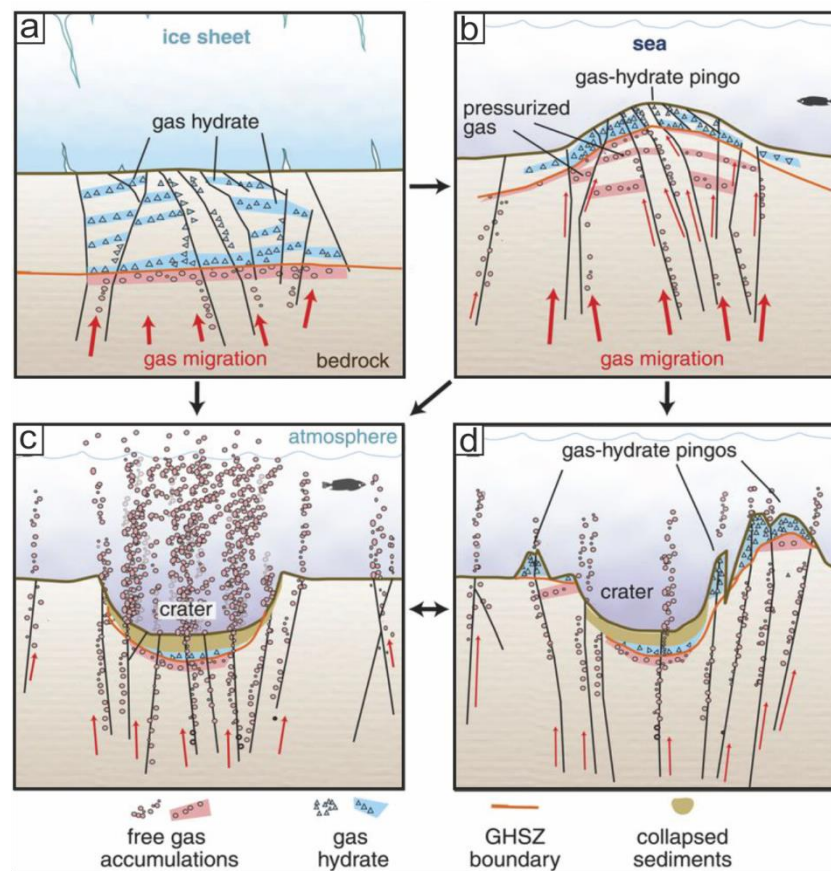 a
ice sheet
gas hydrate
gas migration
bedrock
b
sea
gas-hydrate pingo
pressurized
gas
gas migration
c
atmosphere
crater
d
gas-hydrate pingos
crater
free gas
accumulations
gas
hydrate
GHSZ
boundary
collapsed
sediments